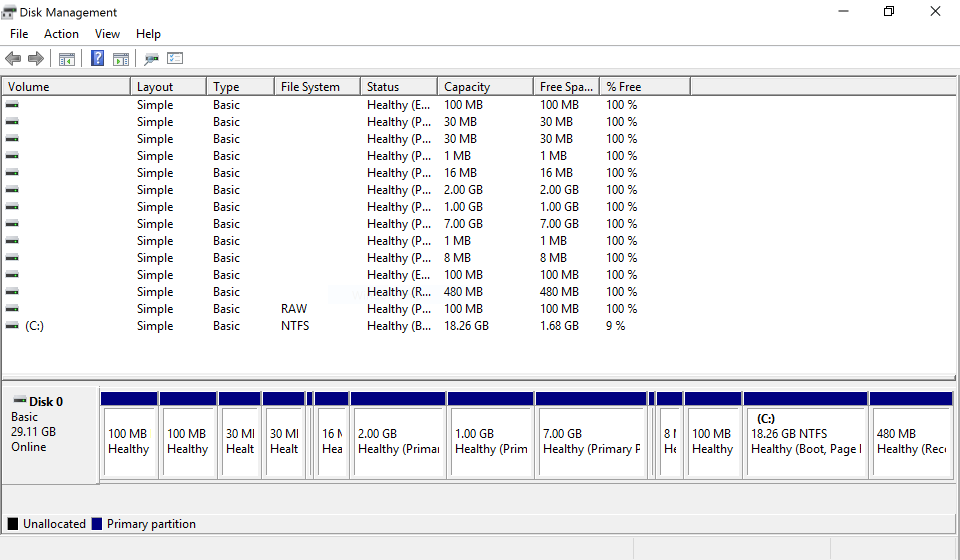 Disk Management
File Action View Help
Volume Layout Type File System Status Capacity Free Spa... % Free
Simple Basic Healthy (E... 100 MB 100 MB 100 %
Simple Basic Healthy (P... 30 MB 30 MB 100 %
Simple Basic Healthy (P... 30 MB 30 MB 100 %
Simple Basic Healthy (P... 1 MB 1 MB 100 %
Simple Basic Healthy (P... 16 MB 16 MB 100 %
Simple Basic Healthy (P... 2.00 GB 2.00 GB 100 %
Simple Basic Healthy (P... 1.00 GB 1.00 GB 100 %
Simple Basic Healthy (P... 7.00 GB 7.00 GB 100 %
Simple Basic Healthy (P... 1 MB 1 MB 100 %
Simple Basic Healthy (P... 8 MB 8 MB 100 %
Simple Basic Healthy (E... 100 MB 100 MB 100 %
Simple Basic Healthy (R... 480 MB 480 MB 100 %
Simple Basic RAW Healthy (P... 100 MB 100 MB 100 %
(C:) Simple Basic NTFS Healthy (B... 18.26 GB 1.68 GB 9 %
Disk 0
Basic
29.11 GB
Online
100 MB
Healthy
100 MB
Healthy
30 MI
Healt
30 MI
Healt
16 M
Hea
2.00 GB
Healthy (Prima
1.00 GB
Healthy (Prim
7.00 GB
Healthy (Primary P
8 M
He
100 MB
Healthy
(C:)
18.26 GB NTFS
Healthy (Boot, Page
480 MB
Healthy (Reco
Unallocated Primary partition